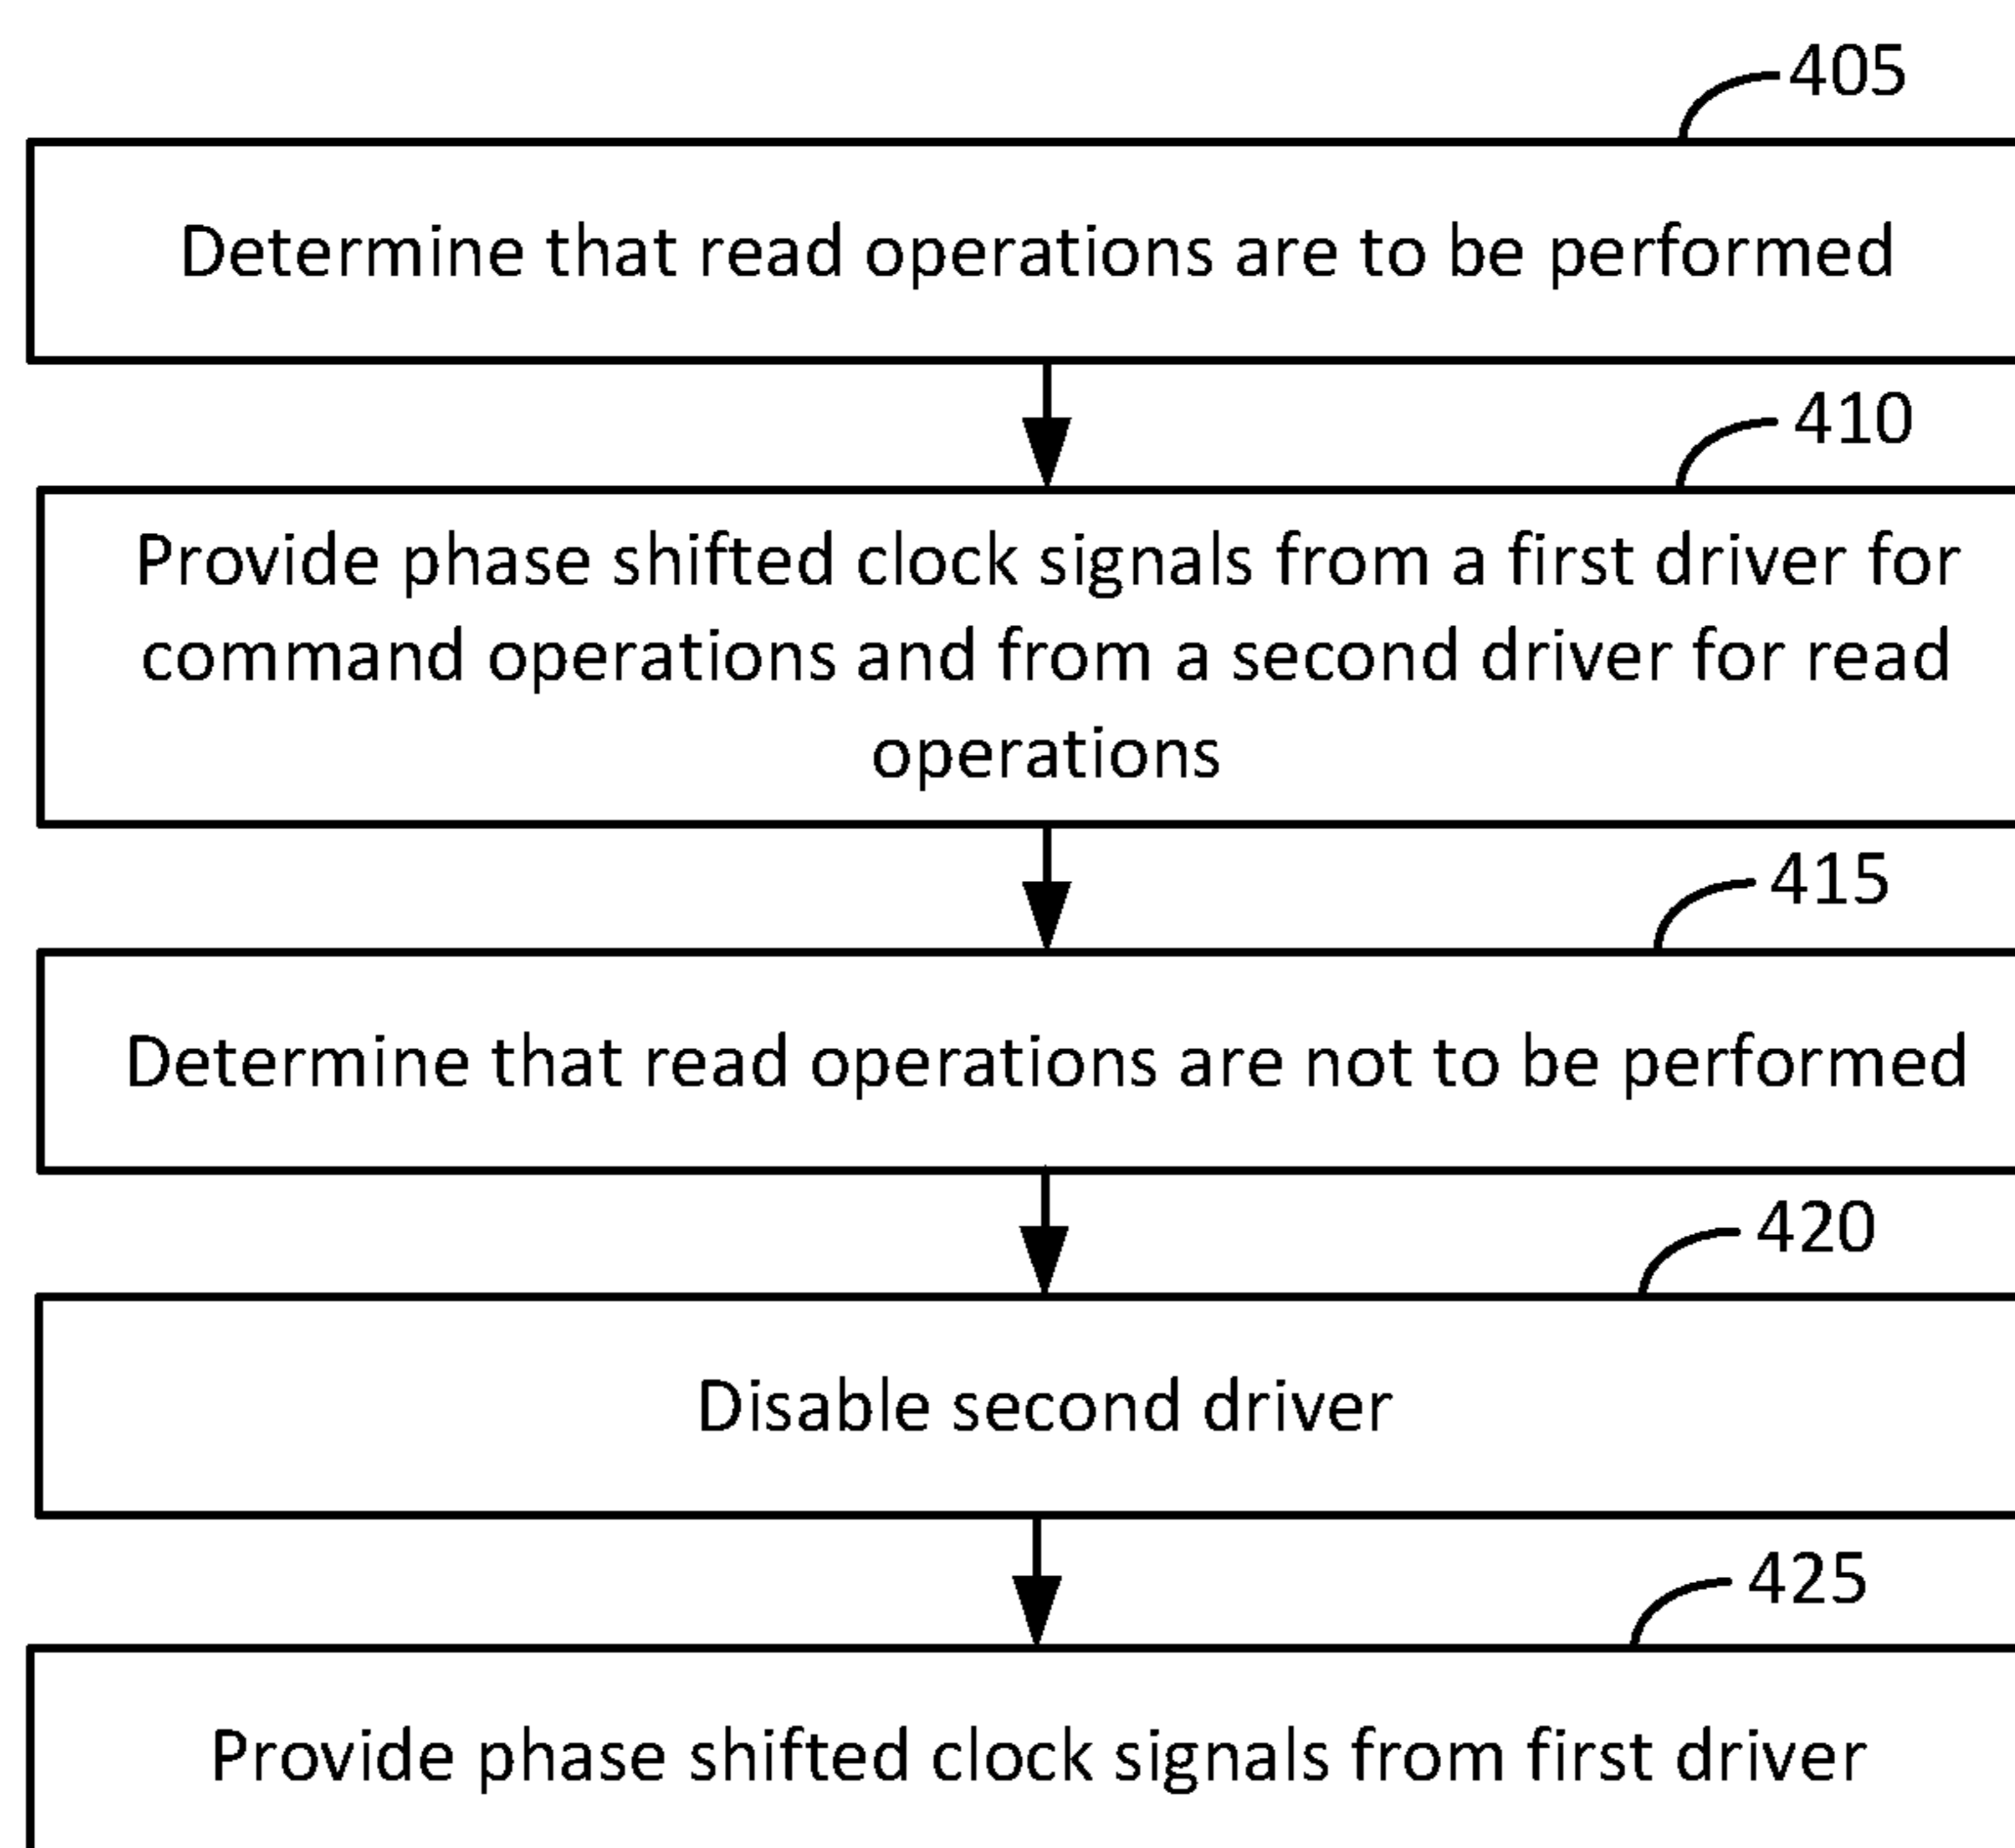 405
Determine that read operations are to be performed
410
Provide phase shifted clock signals from a first driver for
command operations and from a second driver for read
operations
415
Determine that read operations are not to be performed
420
Disable second driver
425
Provide phase shifted clock signals from first driver